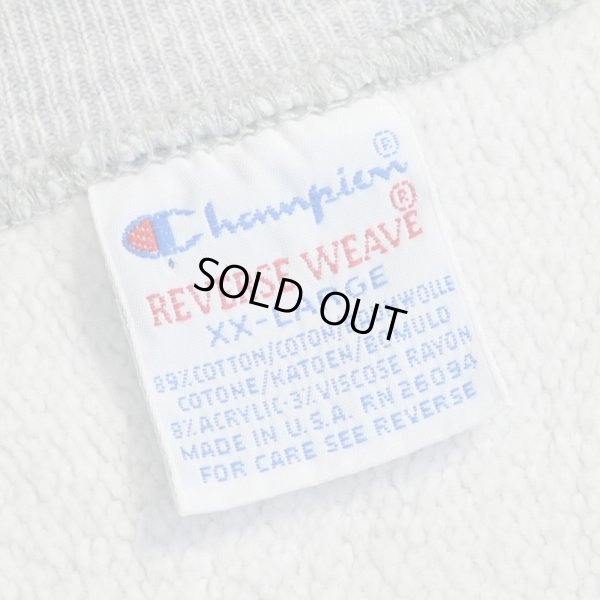 Champion®
REVERSE WEAVE®
XX-LARGE
SOLD OUT
89% COTTON/COTON/BAUMWOLLE
COTONE/KATOEN/BOMULD
8% ACRYLIC 3% VISCOSE RAYON
MADE IN U.S.A. RN 26094
FOR CARE SEE REVERSE